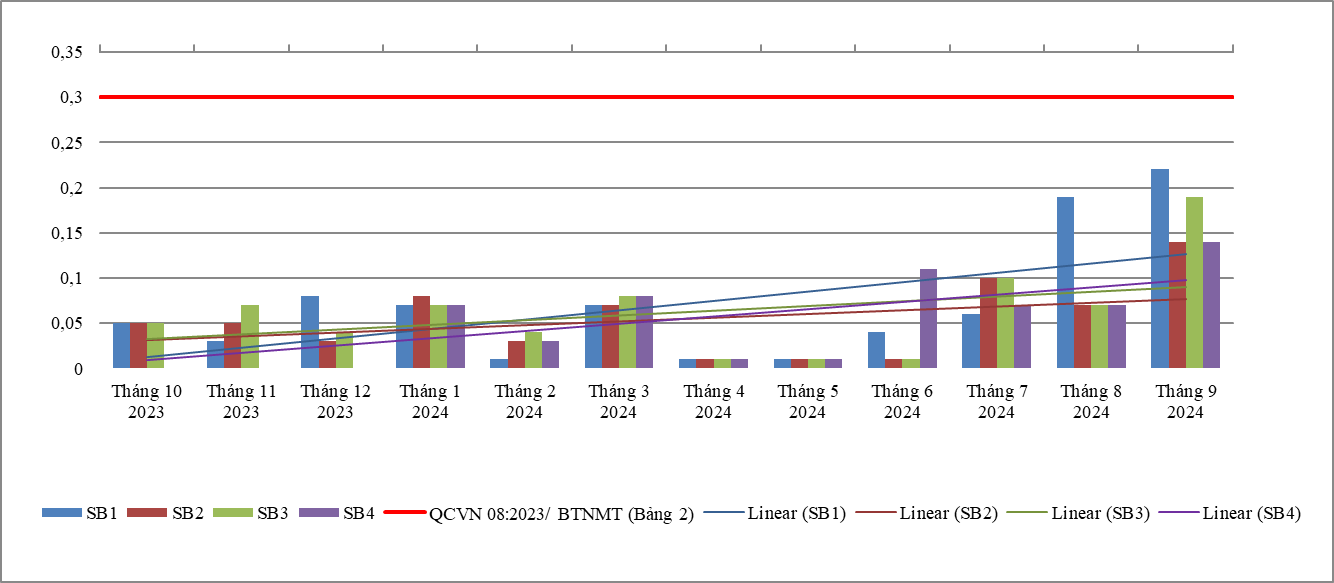 0,35
0,3
0,25
0,2
0,15
0,1
0,05
0
Tháng 10 2023
Tháng 11 2023
Tháng 12 2023
Tháng 1 2024
Tháng 2 2024
Tháng 3 2024
Tháng 4 2024
Tháng 5 2024
Tháng 6 2024
Tháng 7 2024
Tháng 8 2024
Tháng 9 2024
SB1 SB2 SB3 SB4 QCVN 08:2023/ BTNMT (Bảng 2) Linear (SB1) Linear (SB2) Linear (SB3) Linear (SB4)